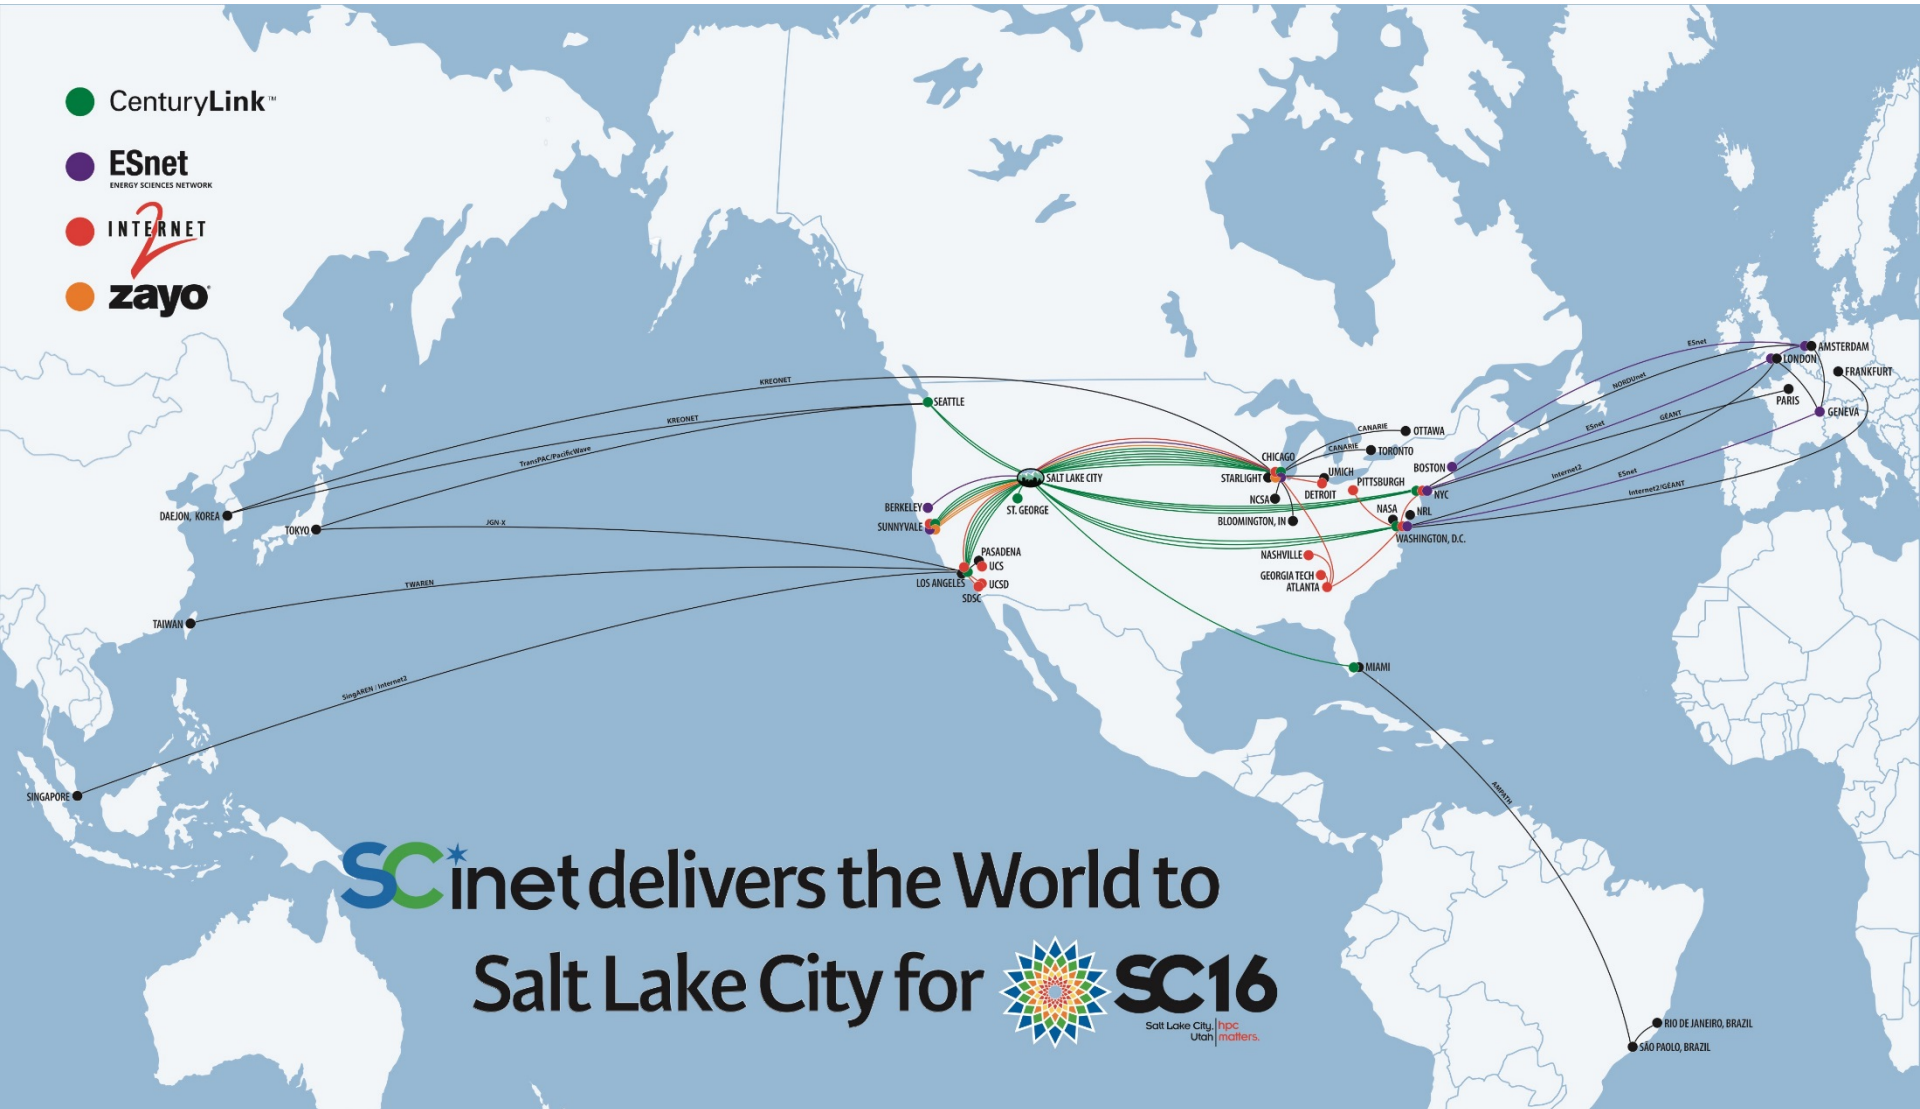 CenturyLink™
ESnet
ENERGY SCIENCES NETWORK
INTERNET
2
zayo
KREONET
KREONET
TransPAC/PacificWave
JGN-X
TWAREN
SingAREN / Internet2
DAEJON, KOREA
TOKYO
TAIWAN
SINGAPORE
SEATTLE
SALT LAKE CITY
ST. GEORGE
BERKELEY
SUNNYVALE
PASADENA
UCS
LOS ANGELES
UCSD
SDSC
CHICAGO
STARLIGHT
NCSA
BLOOMINGTON, IN
UMICH
DETROIT
PITTSBURGH
CANARIE
OTTAWA
CANARIE
TORONTO
BOSTON
NYC
NASA
NRL
WASHINGTON, D.C.
NASHVILLE
GEORGIA TECH
ATLANTA
MIAMI
ESnet
NORDUnet
GÉANT
ESnet
Internet2
ESnet
Internet2/GÉANT
AMSTERDAM
LONDON
FRANKFURT
PARIS
GENEVA
AMPATH
RIO DE JANEIRO, BRAZIL
SÃO PAOLO, BRAZIL
SCinet delivers the World to
Salt Lake City for SC16
Salt Lake City, hpc
Utah matters.